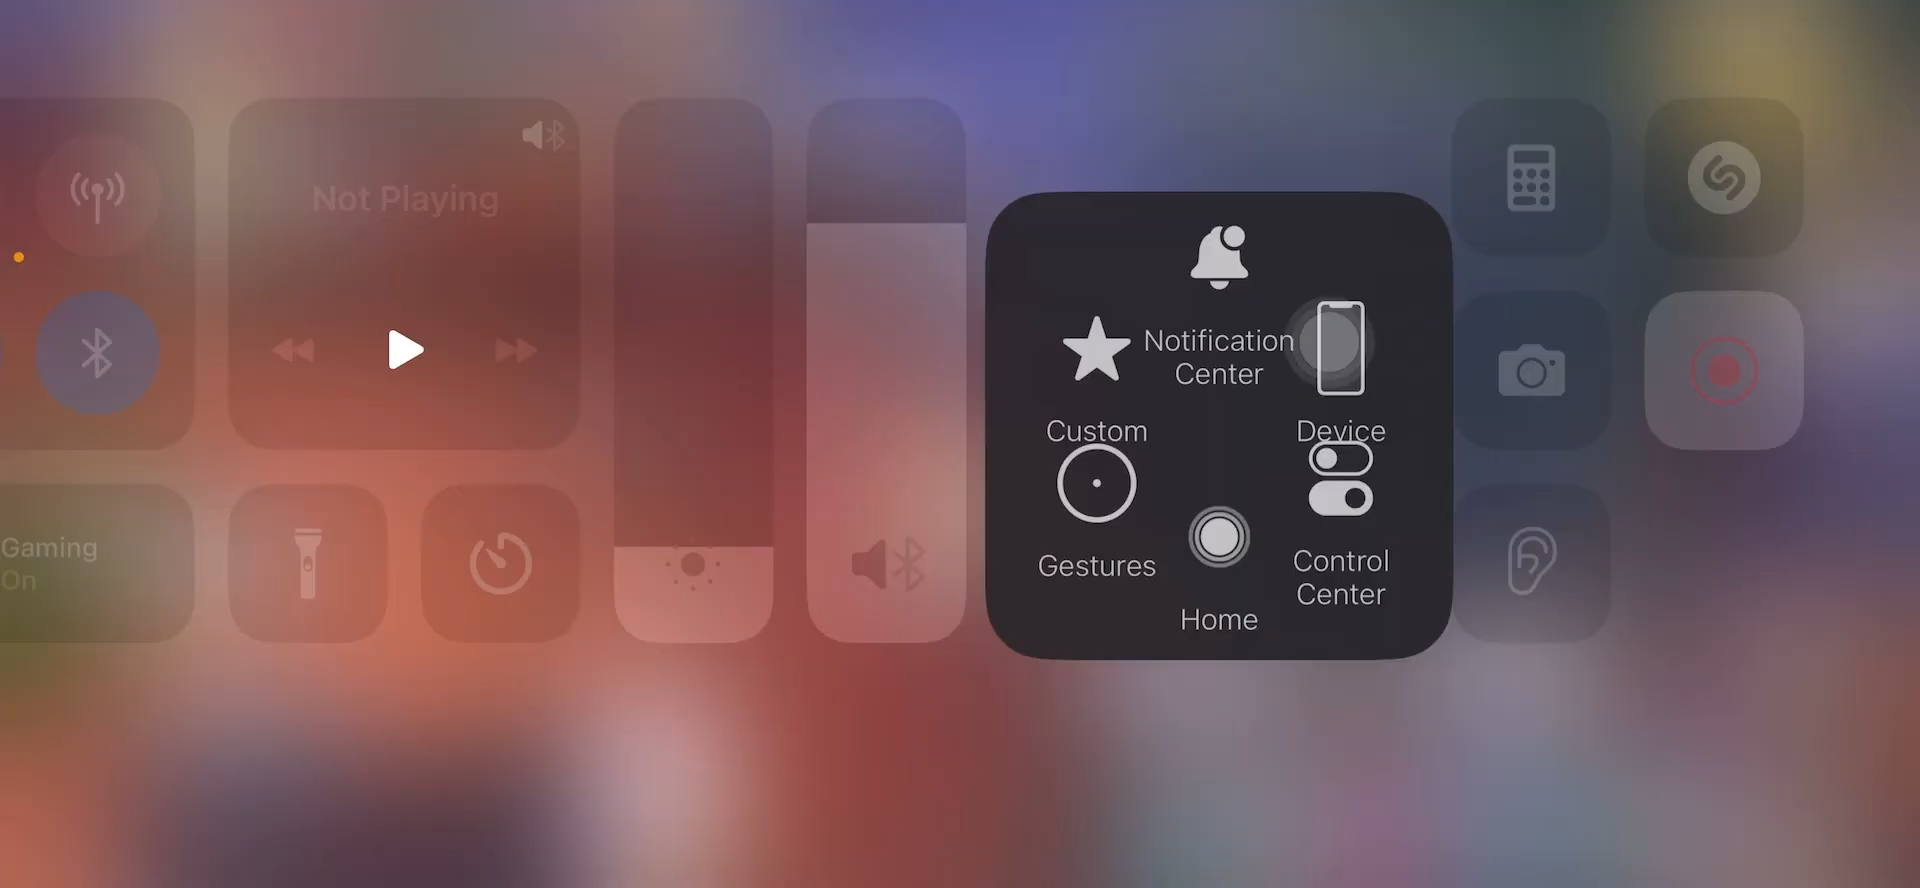 Not Playing
Gaming
On
Notification
Center
Custom
Device
Gestures
Control
Center
Home